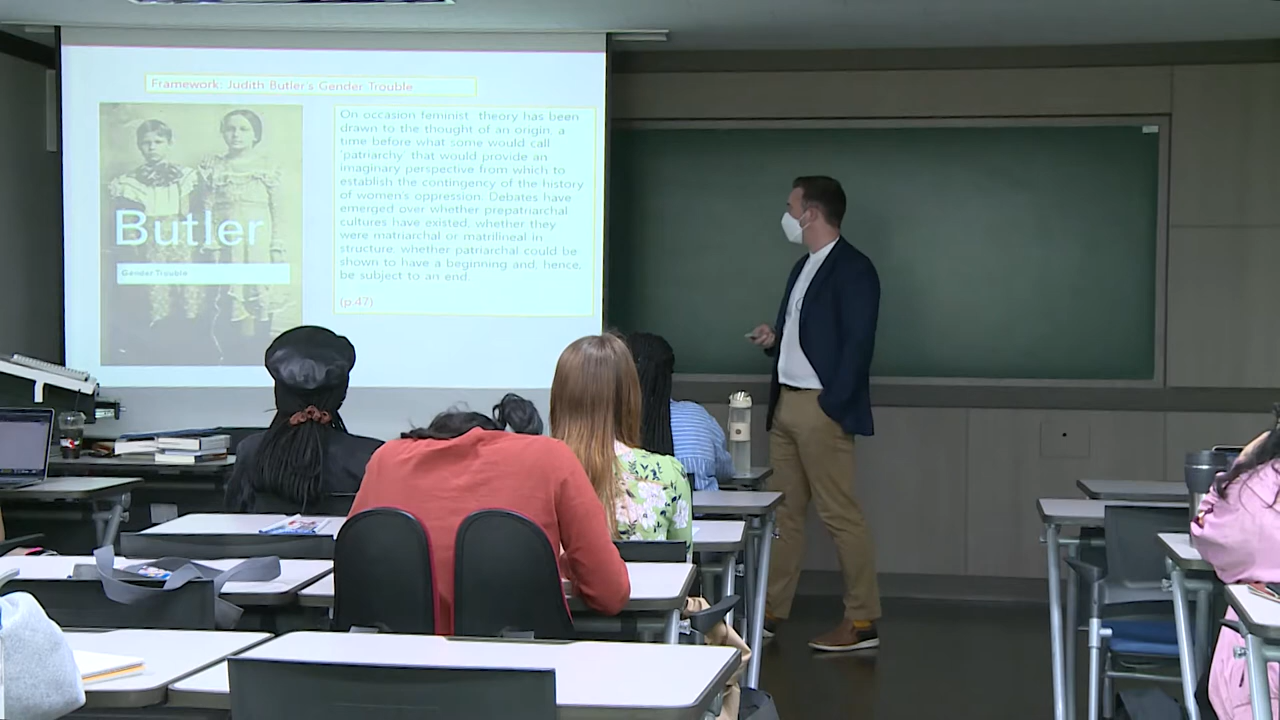 Framework: Judith Butler's Gender Trouble
On occasion feminist theory has been
drawn to the thought of an origin, a
time before what some would call
'patriarchy' that would provide an
imaginary perspective from which to
establish the contingency of the history
of women's oppression. Debates have
emerged over whether prepatriarchal
cultures have existed, whether they
were matriarchal or matrilineal in
structure, whether patriarchal could be
shown to have a beginning and, hence,
be subject to an end.
(p.47)
Butler
Gender Trouble